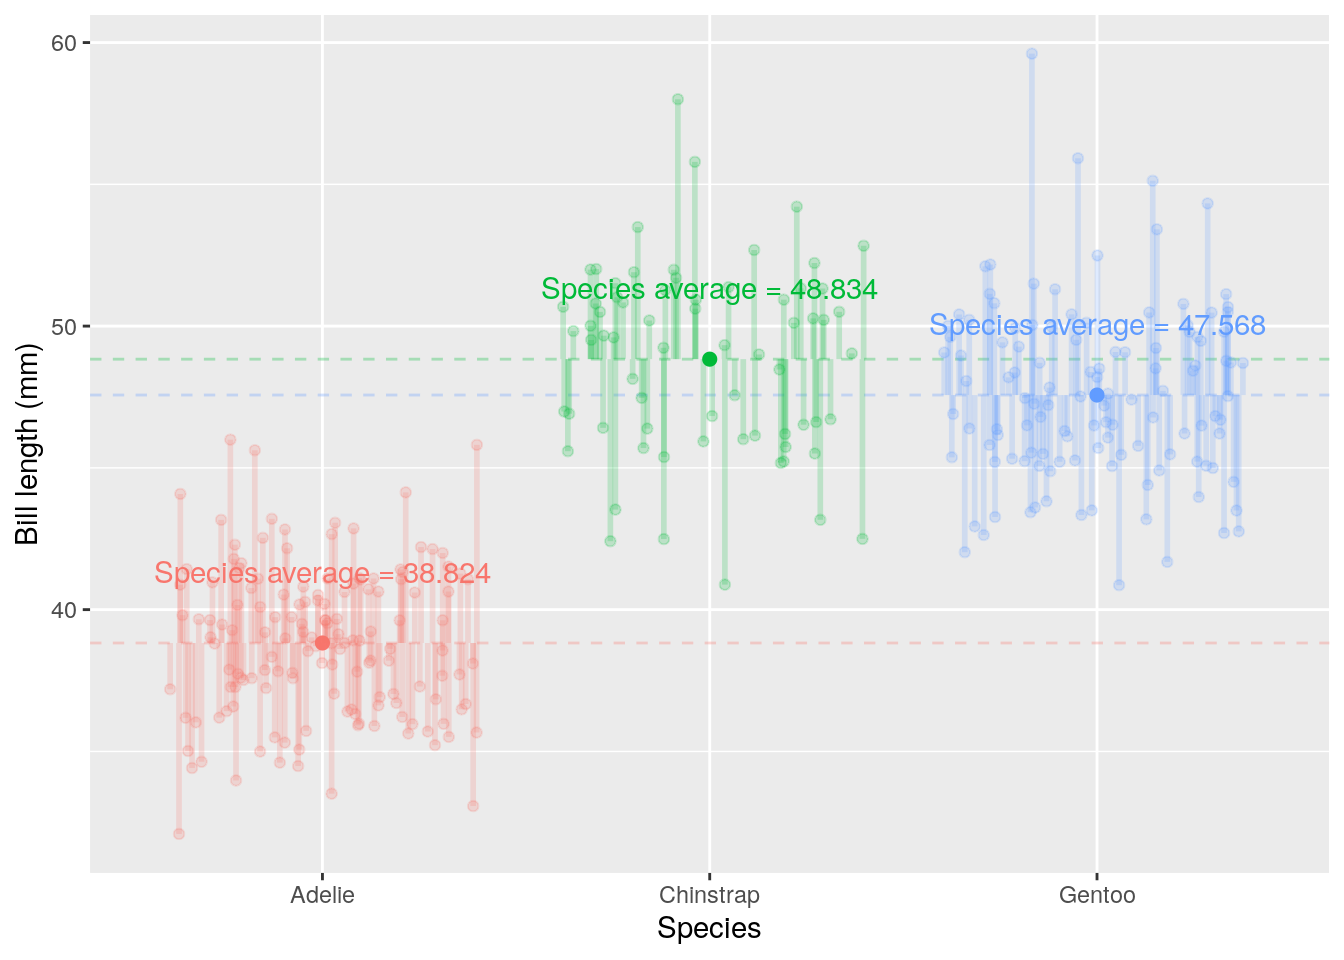 60
50
40
Bill length (mm)
Species average = 48.834
Species average = 47.568
Species average = 38.824
Adelie
Chinstrap
Gentoo
Species